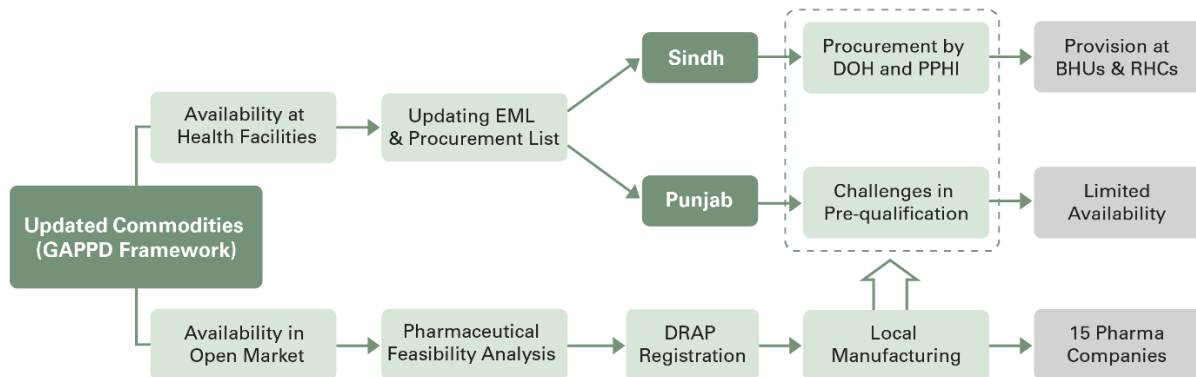 Updated Commodities
(GAPPD Framework)
Availability at
Health Facilities
Updating EML
& Procurement List
Sindh
Procurement by
DOH and PPHI
Provision at
BHUs & RHCs
Punjab
Challenges in
Pre-qualification
Limited
Availability
Availability in
Open Market
Pharmaceutical
Feasibility Analysis
DRAP
Registration
Local
Manufacturing
15 Pharma
Companies